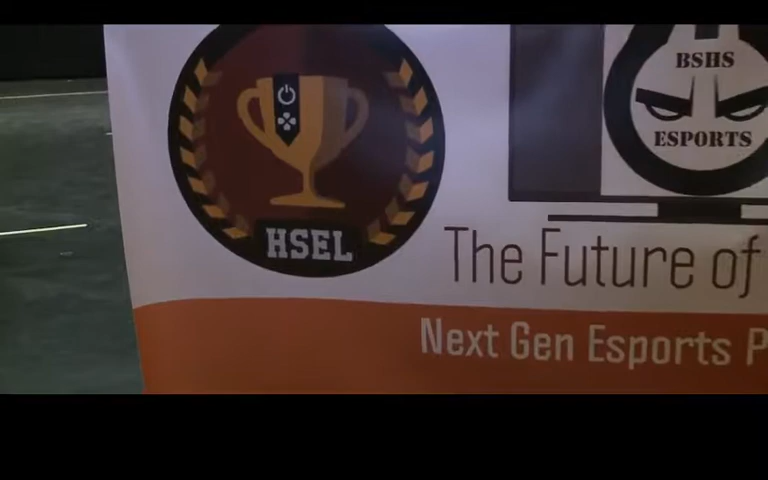 BSHS
ESPORTS
HSEL
The Future of
Next Gen Esports